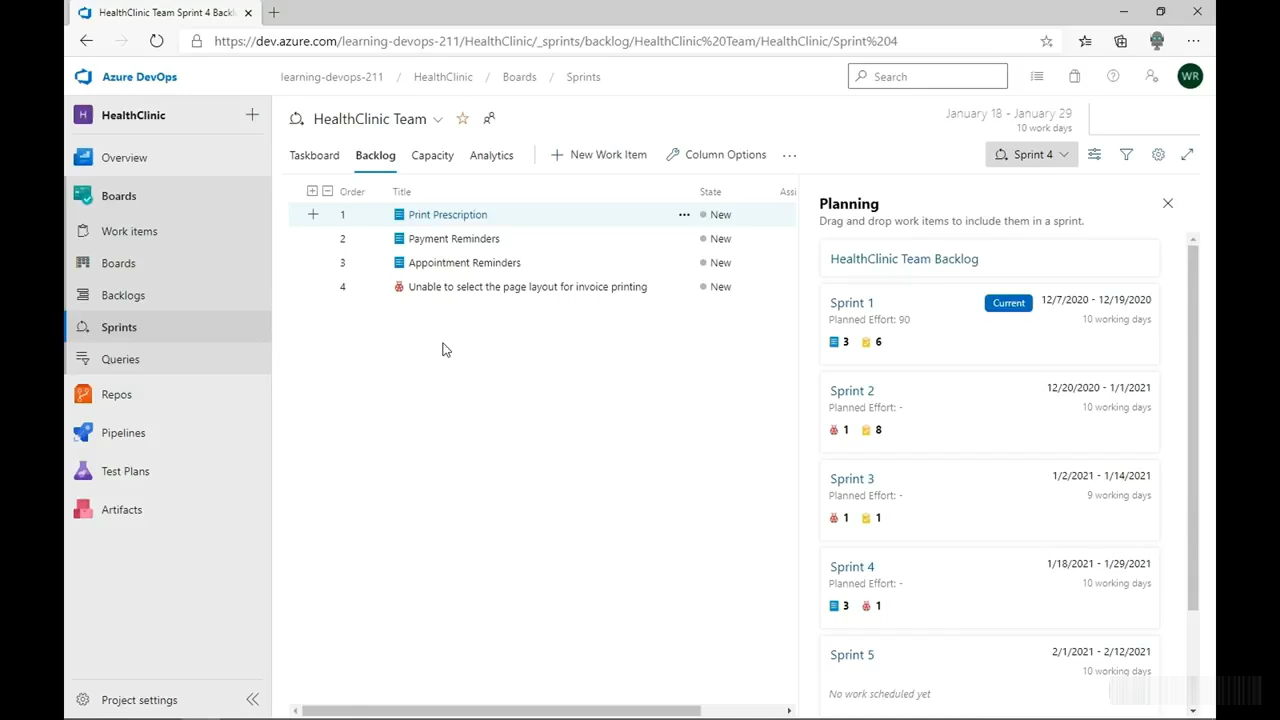 HealthClinic Team Sprint 4 Backl
https://dev.azure.com/learning-devops-211/HealthClinic/_sprints/backlog/HealthClinic%20Team/HealthClinic/Sprint%204
Azure DevOps
learning-devops-211 / HealthClinic / Boards / Sprints
Search
WR
H HealthClinic
Overview
Boards
Work items
Boards
Backlogs
Sprints
Queries
Repos
Pipelines
Test Plans
Artifacts
Project settings
HealthClinic Team
January 18 - January 29
10 work days
Taskboard Backlog Capacity Analytics New Work Item Column Options
Sprint 4
Order Title State Assi
1 Print Prescription New
2 Payment Reminders New
3 Appointment Reminders New
4 Unable to select the page layout for invoice printing New
Planning
Drag and drop work items to include them in a sprint.
HealthClinic Team Backlog
Sprint 1 Current 12/7/2020 - 12/19/2020
Planned Effort: 90 10 working days
3 6
Sprint 2 12/20/2020 - 1/1/2021
Planned Effort: - 10 working days
1 8
Sprint 3 1/2/2021 - 1/14/2021
Planned Effort: - 9 working days
1 1
Sprint 4 1/18/2021 - 1/29/2021
Planned Effort: - 10 working days
3 1
Sprint 5 2/1/2021 - 2/12/2021
10 working days
No work scheduled yet